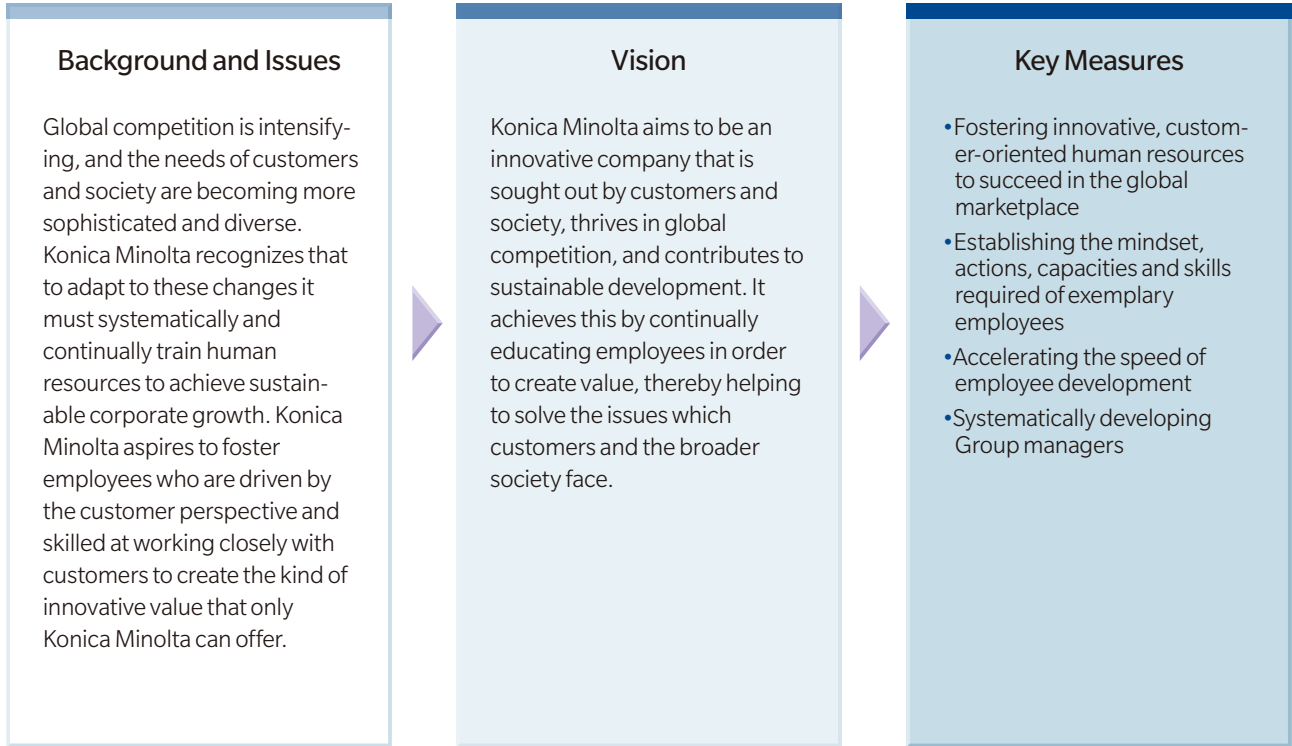 Background and Issues
Global competition is intensify-
ing, and the needs of customers
and society are becoming more
sophisticated and diverse.
Konica Minolta recognizes that
to adapt to these changes it
must systematically and
continually train human
resources to achieve sustain-
able corporate growth. Konica
Minolta aspires to foster
employees who are driven by
the customer perspective and
skilled at working closely with
customers to create the kind of
innovative value that only
Konica Minolta can offer.
Vision
Konica Minolta aims to be an
innovative company that is
sought out by customers and
society, thrives in global
competition, and contributes to
sustainable development. It
achieves this by continually
educating employees in order
to create value, thereby helping
to solve the issues which
customers and the broader
society face.
Key Measures
•Fostering innovative, custom-
er-oriented human resources
to succeed in the global
marketplace
•Establishing the mindset,
actions, capacities and skills
required of exemplary
employees
•Accelerating the speed of
employee development
•Systematically developing
Group managers